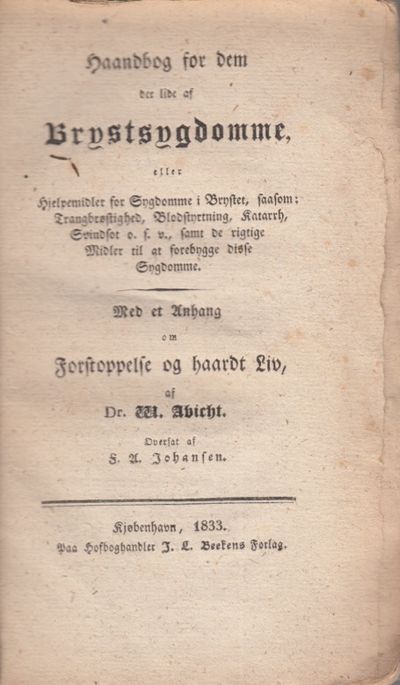 Haandbog for dem
der lide af
Brystsygdomme,
eller
Hjelpemidler for Sygdomme i Brystet, saasom:
Trangbrøstighed, Blodstyrtning, Katarrh,
Svindsot o. s. v., samt de rigtige
Midler til at forebygge disse
Sygdomme.
Med et Anhang
om
Forstoppelse og haardt Liv,
af
Dr. W. Abicht.
Oversat af
F. A. Johansen.
Kjøbenhavn, 1833.
Paa Hofboghandler J. L. Beekens Forlag.